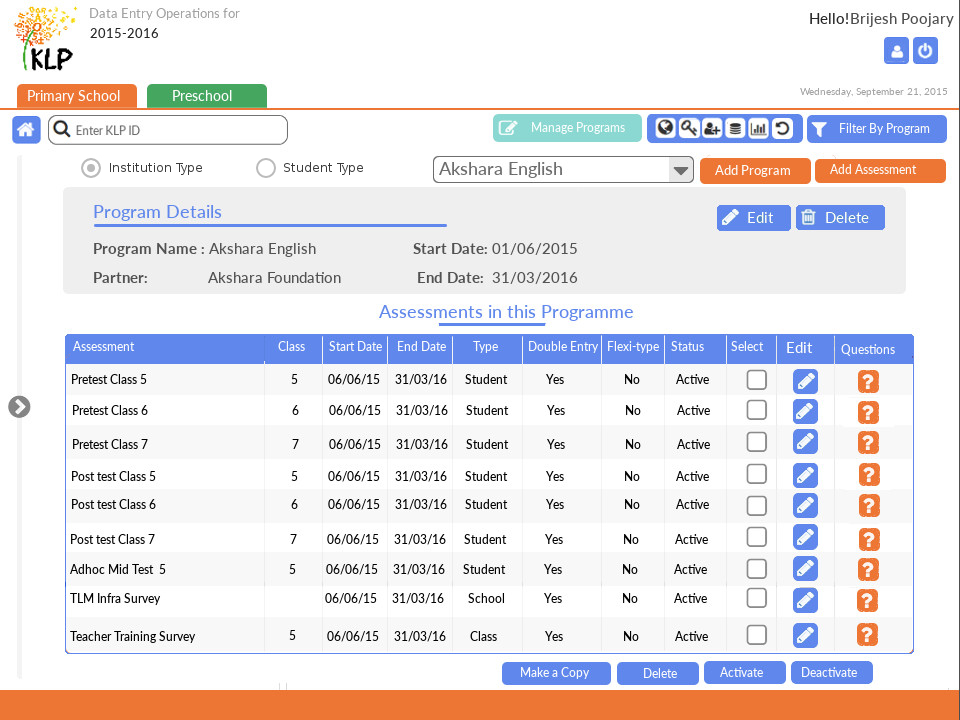 Data Entry Operations for
2015-2016
Hello!Brijesh Poojary
KLP
Primary School Preschool
Wednesday, September 21, 2015
Enter KLP ID Manage Programs Filter By Program
Institution Type Student Type Akshara English Add Program Add Assessment
Program Details Edit Delete
Program Name : Akshara English Start Date: 01/06/2015
Partner: Akshara Foundation End Date: 31/03/2016
Assessments in this Programme
Assessment Class Start Date End Date Type Double Entry Flexi-type Status Select Edit Questions
Pretest Class 5 5 06/06/15 31/03/16 Student Yes No Active ?
Pretest Class 6 6 06/06/15 31/03/16 Student Yes No Active ?
Pretest Class 7 7 06/06/15 31/03/16 Student Yes No Active ?
Post test Class 5 5 06/06/15 31/03/16 Student Yes No Active ?
Post test Class 6 6 06/06/15 31/03/16 Student Yes No Active ?
Post test Class 7 7 06/06/15 31/03/16 Student Yes No Active ?
Adhoc Mid Test 5 5 06/06/15 31/03/16 Student Yes No Active ?
TLM Infra Survey 06/06/15 31/03/16 School Yes No Active ?
Teacher Training Survey 5 06/06/15 31/03/16 Class Yes No Active ?
Make a Copy Delete Activate Deactivate